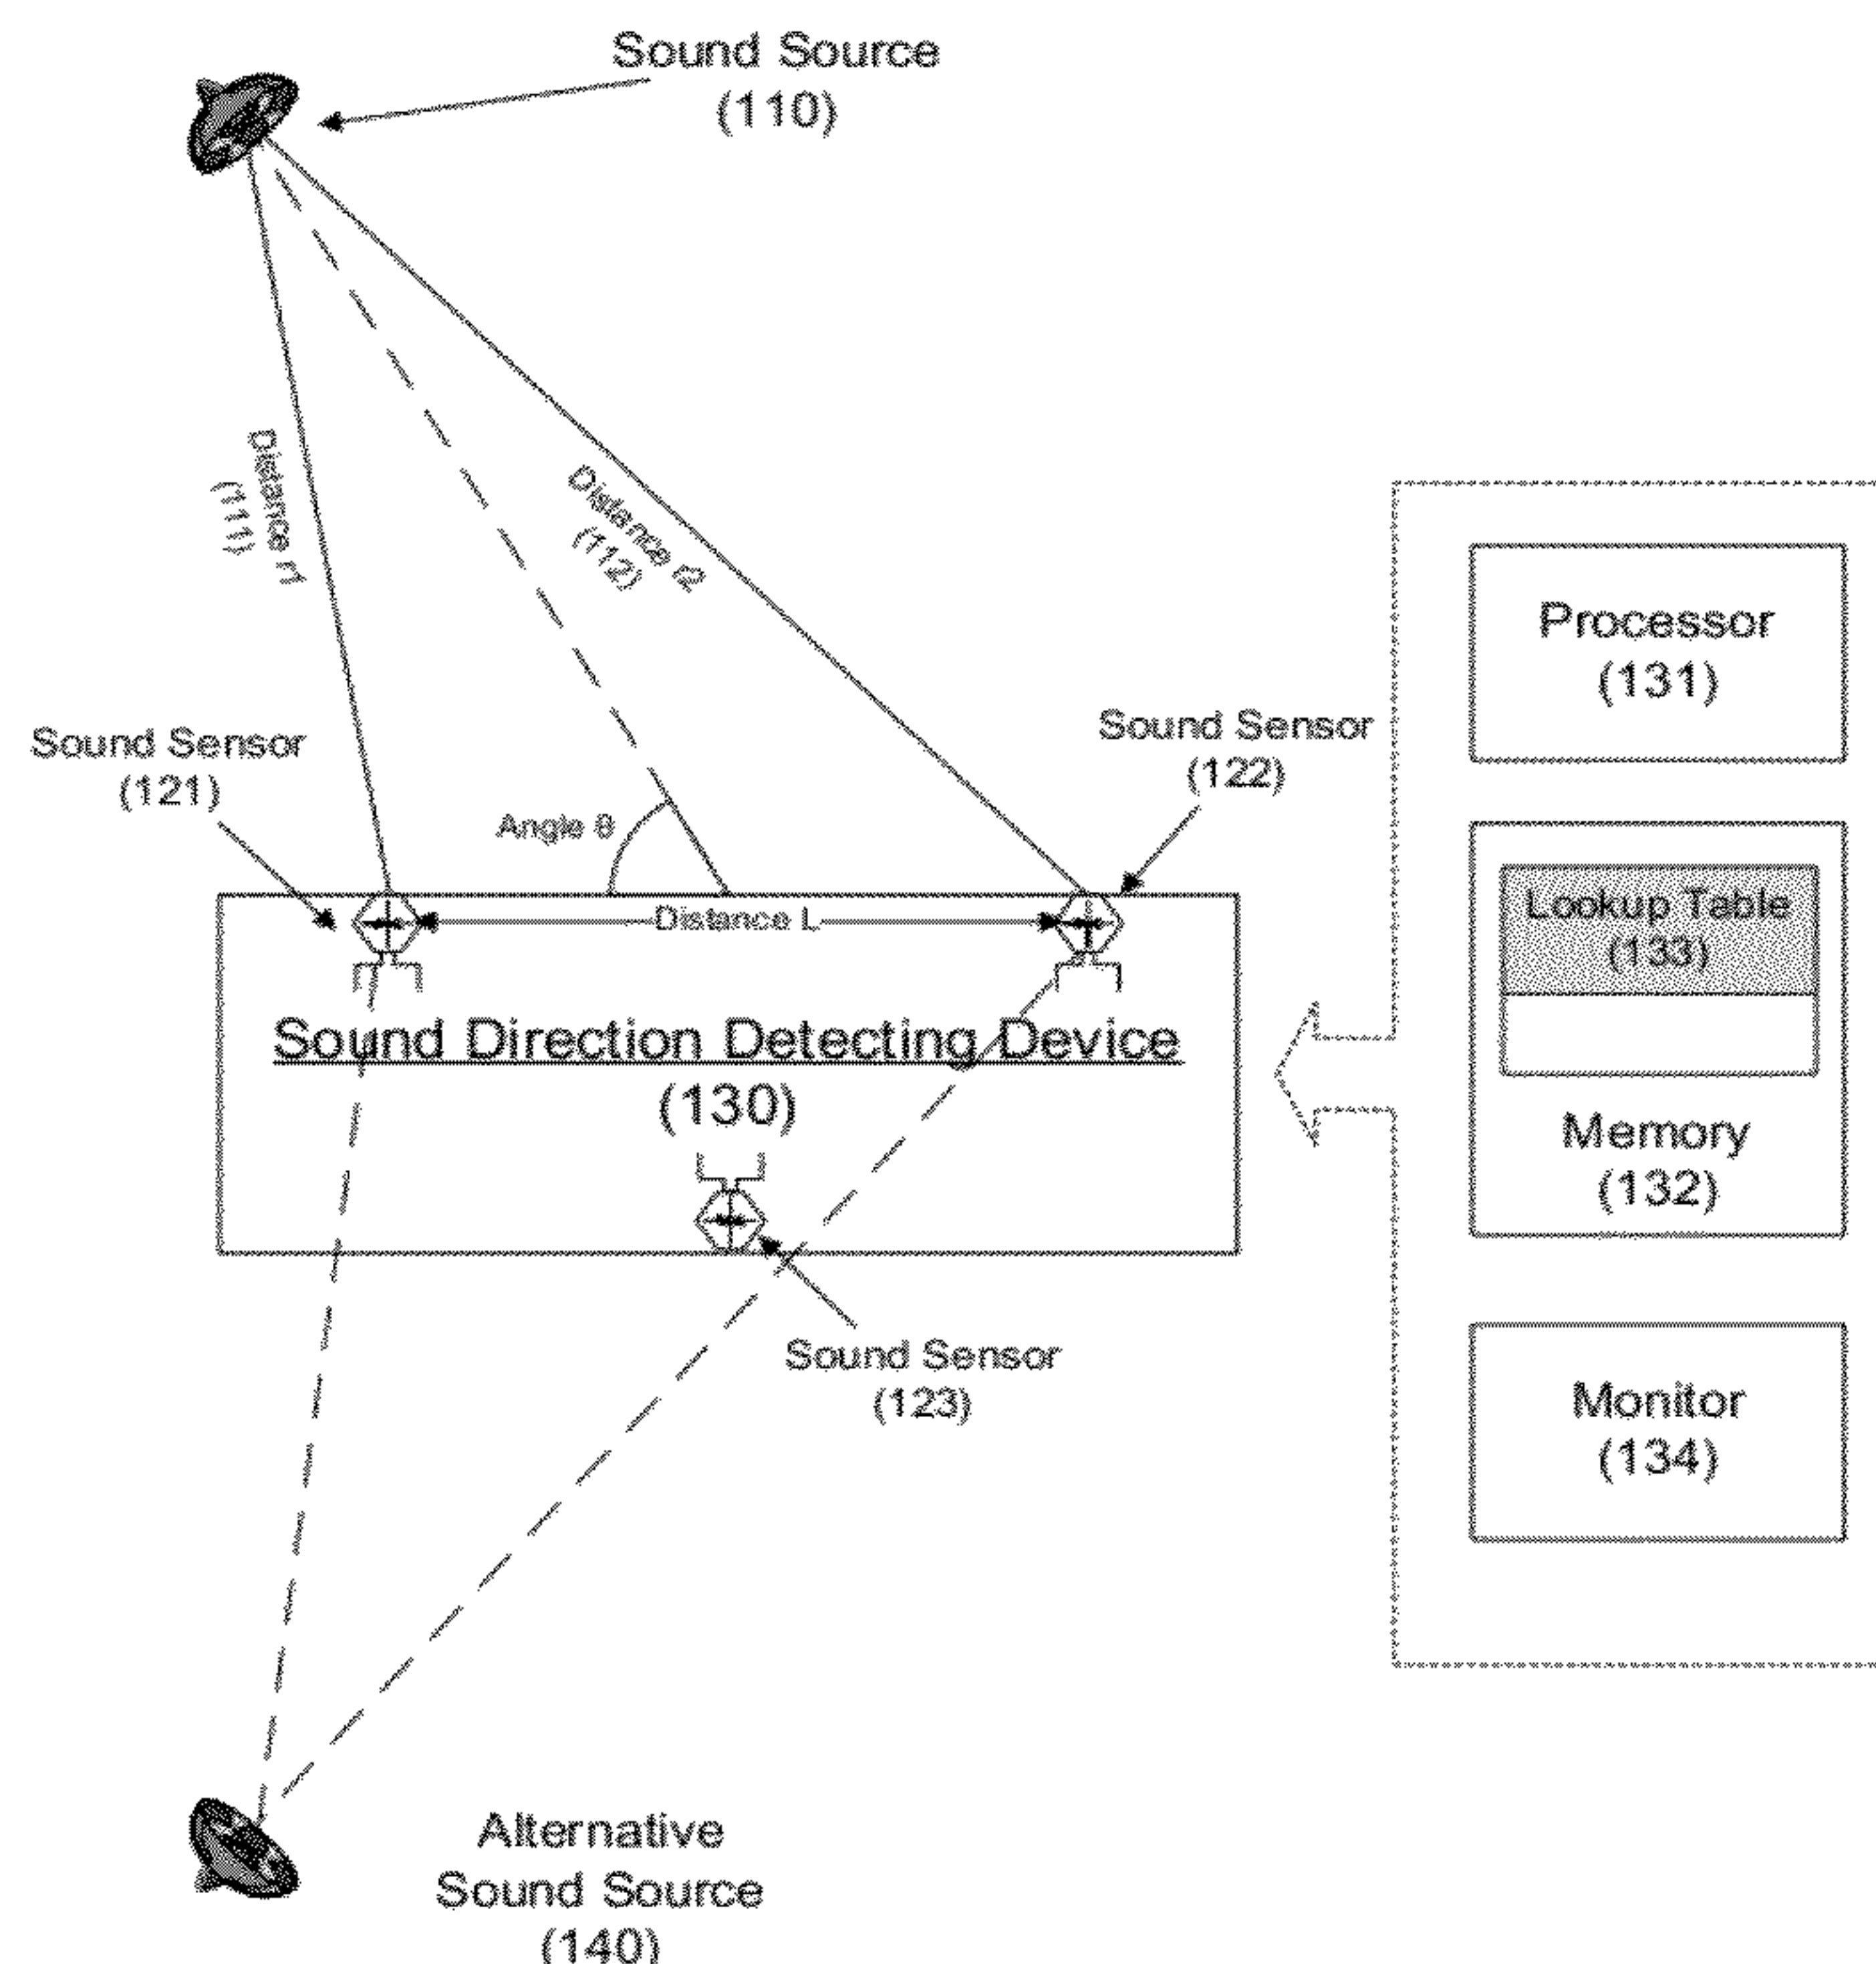 Sound Source
(110)
Distance r1
(111)
Distance r2
(112)
Sound Sensor
(121)
Sound Sensor
(122)
Angle θ
Distance L
Sound Direction Detecting Device
(130)
Sound Sensor
(123)
Alternative
Sound Source
(140)
Processor
(131)
Lookup Table
(133)
Memory
(132)
Monitor
(134)